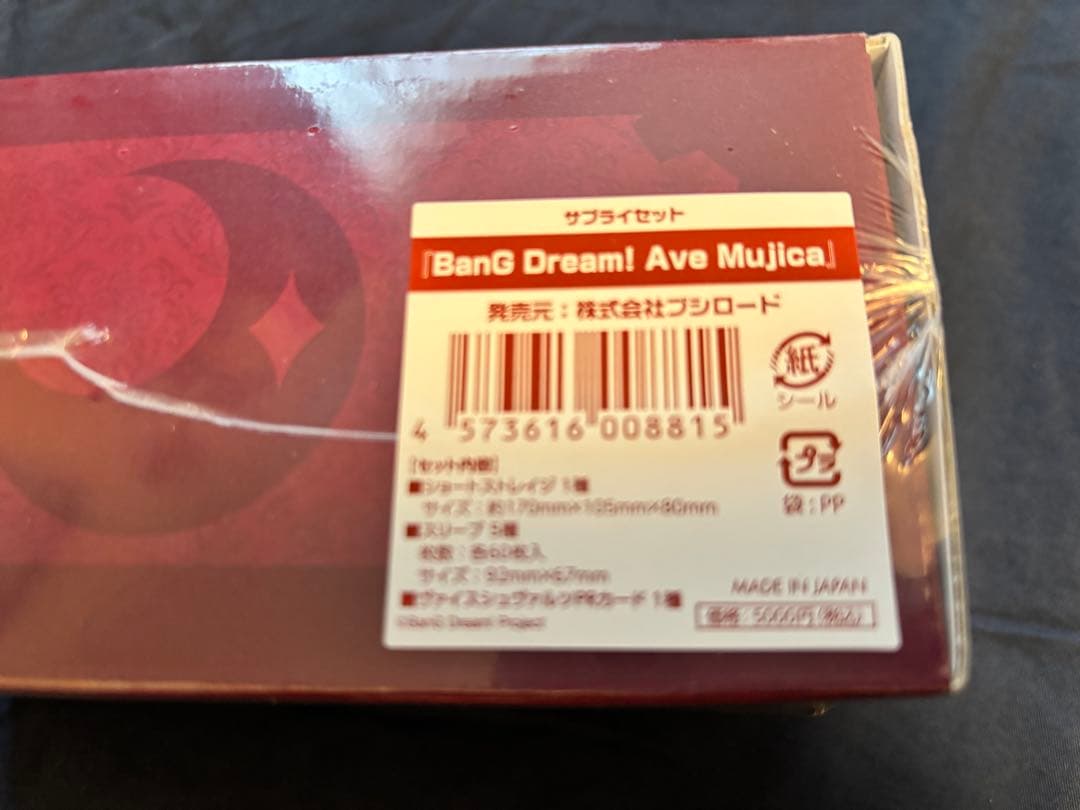 サプライセット
『BanG Dream! Ave Mujica』
発売元：株式会社ブシロード
4 573616 008815
紙
シール
プラ
袋：PP
【セット内容】
■ショートストレイジ 1種
サイズ：約170mm×105mm×80mm
■スリーブ 5種
枚数：各60枚入
サイズ：92mm×67mm
■ヴァイスシュヴァルツPRカード 1種
©BanG Dream! Project
MADE IN JAPAN
価格：5000円（税込）